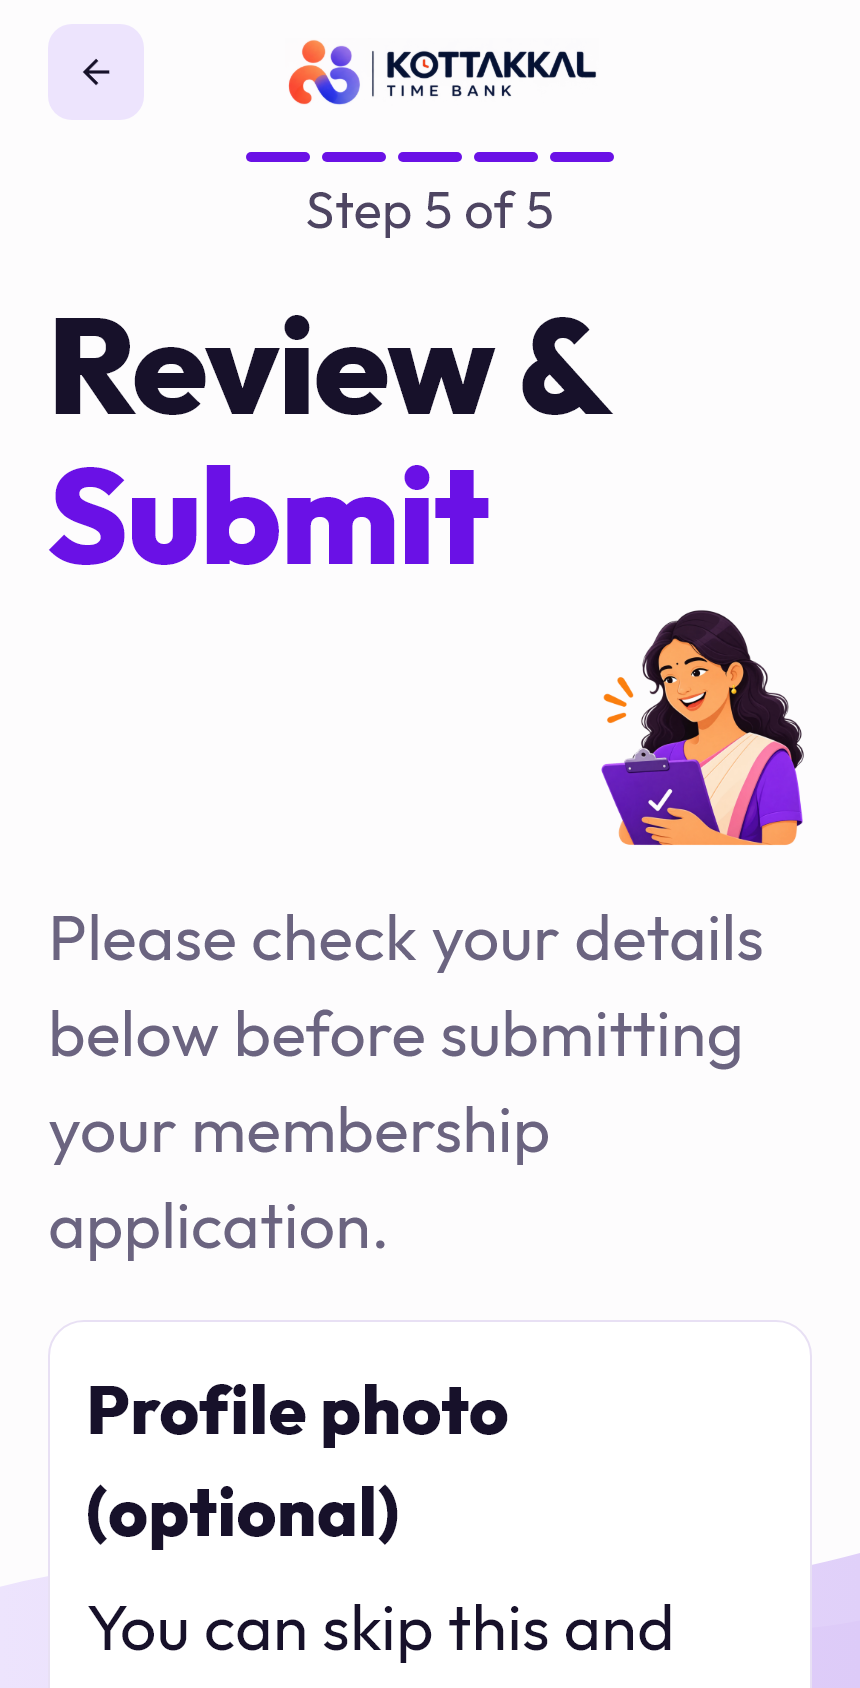 KOTTAKKAL
TIME BANK
Step 5 of 5
Review &
Submit
Please check your details
below before submitting
your membership
application.
Profile photo
(optional)
You can skip this and